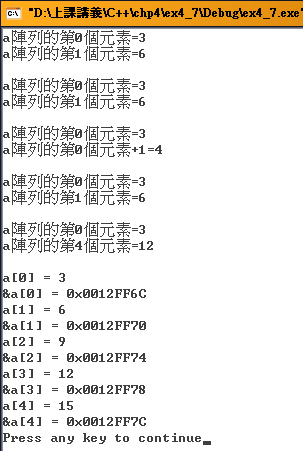 "D:\上課講義\C++\chp4\ex4_7\Debug\ex4_7.exe"
a陣列的第0個元素=3
a陣列的第1個元素=6
a陣列的第0個元素=3
a陣列的第1個元素=6
a陣列的第0個元素=3
a陣列的第0個元素+1=4
a陣列的第0個元素=3
a陣列的第1個元素=6
a陣列的第0個元素=3
a陣列的第4個元素=12
a[0] = 3
&a[0] = 0x0012FF6C
a[1] = 6
&a[1] = 0x0012FF70
a[2] = 9
&a[2] = 0x0012FF74
a[3] = 12
&a[3] = 0x0012FF78
a[4] = 15
&a[4] = 0x0012FF7C
Press any key to continue_